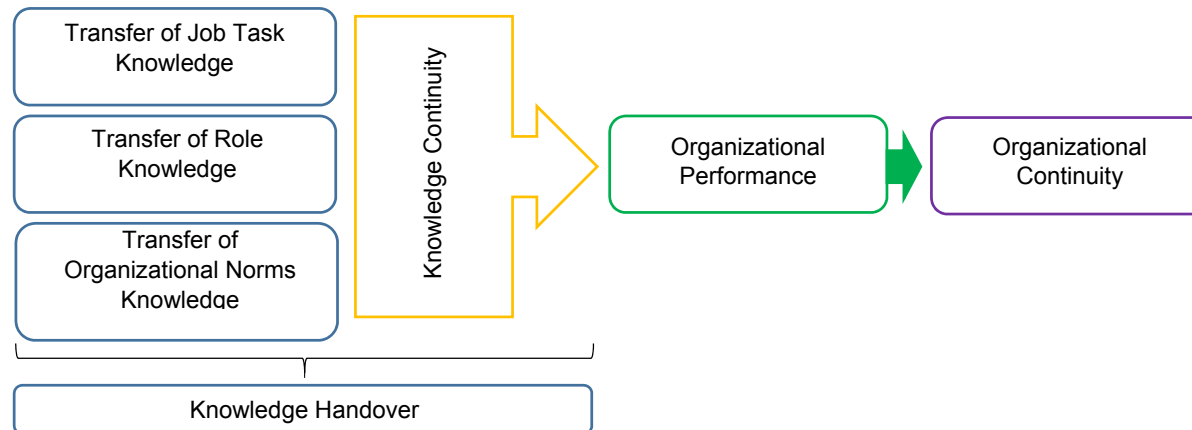 Transfer of Job Task
Knowledge
Transfer of Role
Knowledge
Transfer of
Organizational Norms
Knowledge
Knowledge Continuity
Organizational
Performance
Organizational
Continuity
Knowledge Handover